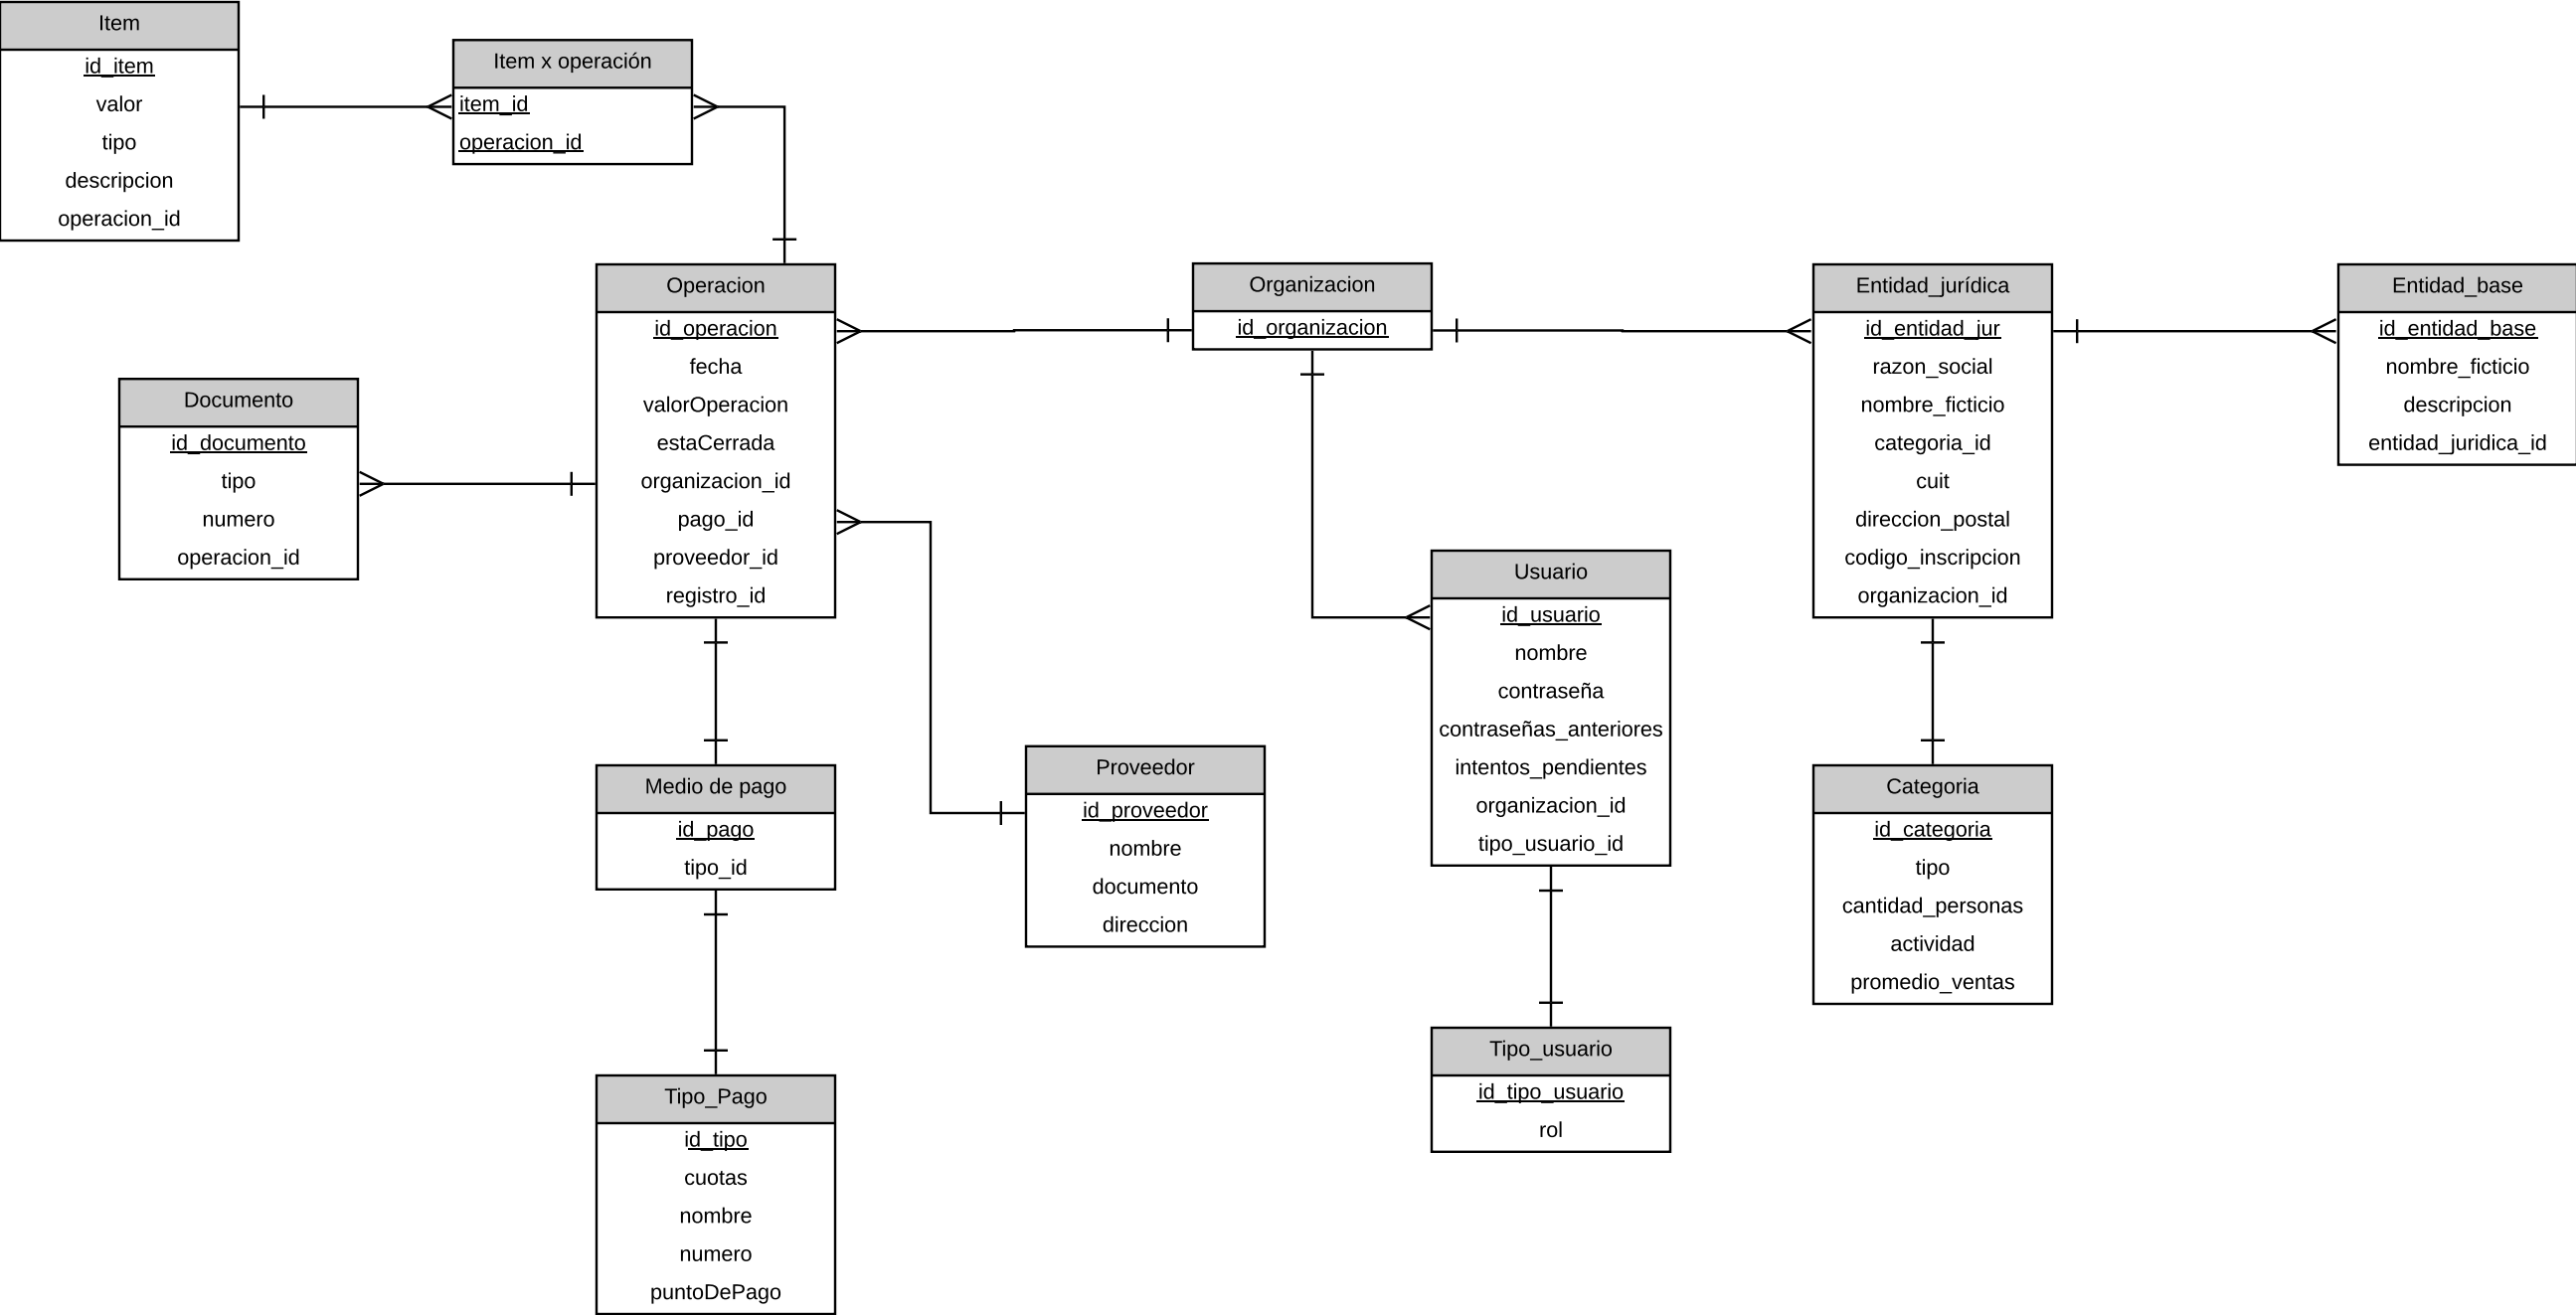 Item
id_item
valor
tipo
descripcion
operacion_id
Item x operación
item_id
operacion_id
Operacion
id_operacion
fecha
valorOperacion
estaCerrada
organizacion_id
pago_id
proveedor_id
registro_id
Organizacion
id_organizacion
Entidad_jurídica
id_entidad_jur
razon_social
nombre_ficticio
categoria_id
cuit
direccion_postal
codigo_inscripcion
organizacion_id
Entidad_base
id_entidad_base
nombre_ficticio
descripcion
entidad_juridica_id
Documento
id_documento
tipo
numero
operacion_id
Usuario
id_usuario
nombre
contraseña
contraseñas_anteriores
intentos_pendientes
organizacion_id
tipo_usuario_id
Medio de pago
id_pago
tipo_id
Proveedor
id_proveedor
nombre
documento
direccion
Categoria
id_categoria
tipo
cantidad_personas
actividad
promedio_ventas
Tipo_Pago
id_tipo
cuotas
nombre
numero
puntoDePago
Tipo_usuario
id_tipo_usuario
rol